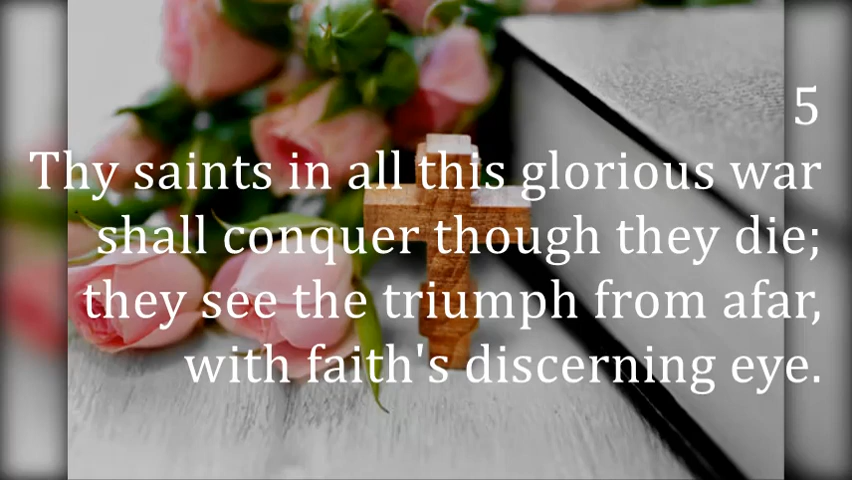 5
Thy saints in all this glorious war
shall conquer though they die;
they see the triumph from afar,
with faith's discerning eye.